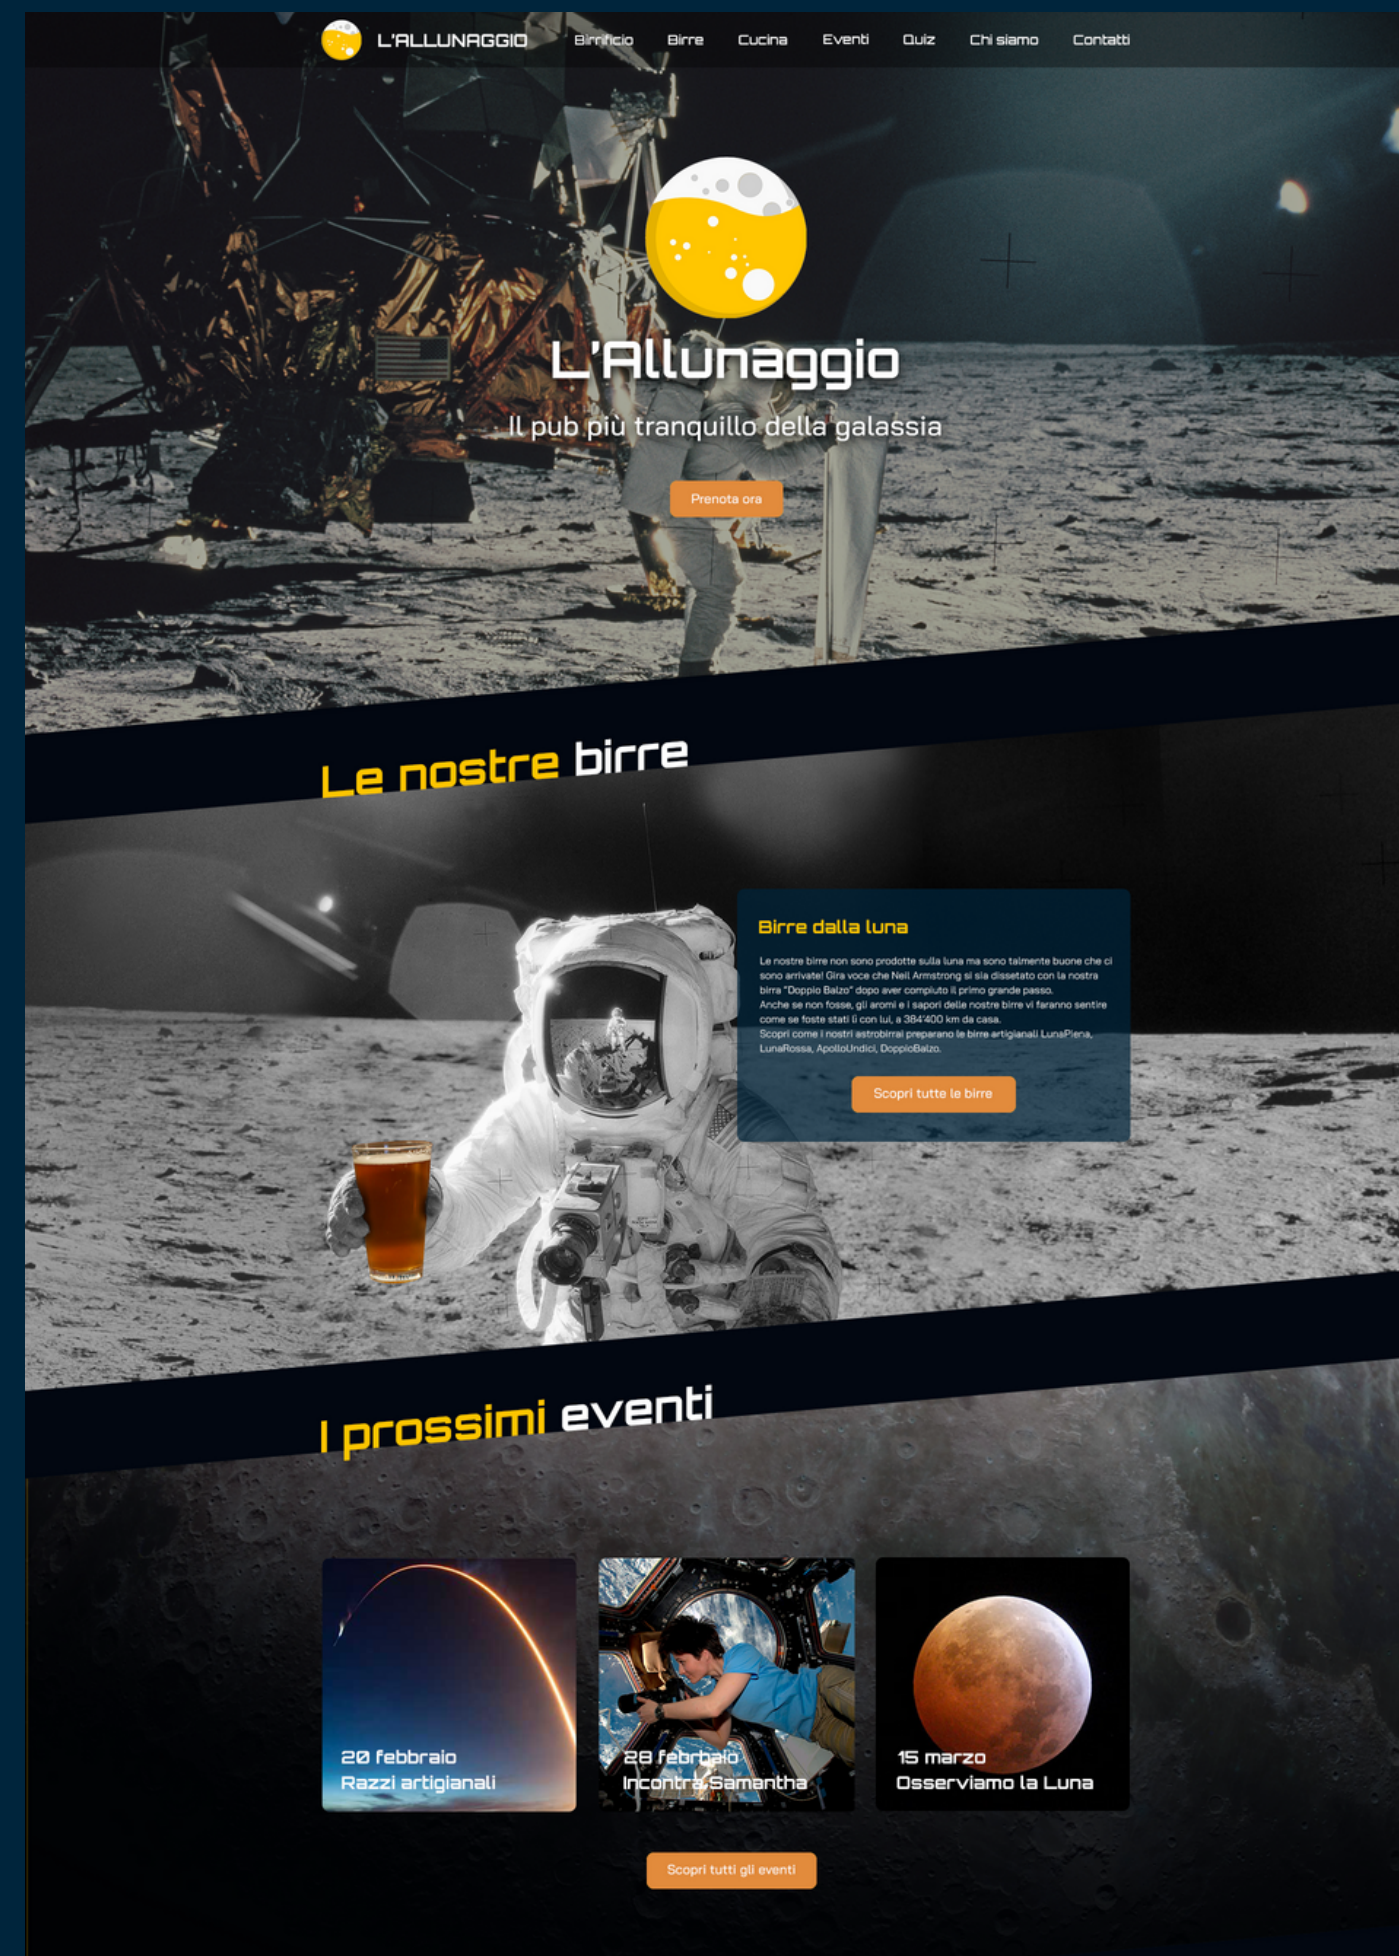 L'ALLUNAGGIO
Birrificio Birre Cucina Eventi Quiz Chi siamo Contatti
L'Allunaggio
Il pub più tranquillo della galassia
Prenota ora
Le nostre birre
Birre dalla luna
Le nostre birre non sono prodotte sulla luna ma sono talmente buone che ci
sono arrivate! Gira voce che Neil Armstrong si sia dissetato con la nostra
birra "Doppio Balzo" dopo aver compiuto il primo grande passo.
Anche se non fosse, gli aromi e i sapori delle nostre birre vi faranno sentire
come se foste stati lì con lui, a 384'400 km da casa.
Scopri come i nostri astrobirrai preparano le birre artigianali LunaPiena,
LunaRossa, ApolloUndici, DoppioBalzo.
Scopri tutte le birre
I prossimi eventi
20 febbraio
Razzi artigianali
28 febrbaio
Incontra Samantha
15 marzo
Osserviamo la Luna
Scopri tutti gli eventi